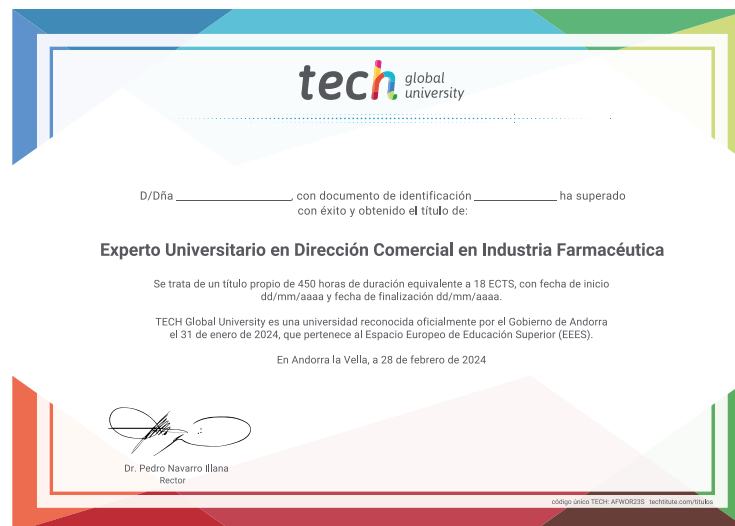 tech global university
D/Dña ______________, con documento de identificación ______________ ha superado
con éxito y obtenido el título de:
Experto Universitario en Dirección Comercial en Industria Farmacéutica
Se trata de un título propio de 450 horas de duración equivalente a 18 ECTS, con fecha de inicio
dd/mm/aaaa y fecha de finalización dd/mm/aaaa.
TECH Global University es una universidad reconocida oficialmente por el Gobierno de Andorra
el 31 de enero de 2024, que pertenece al Espacio Europeo de Educación Superior (EEES).
En Andorra la Vella, a 28 de febrero de 2024
Dr. Pedro Navarro Illana
Rector
código único TECH: AFWOR23S techtitute.com/titulos